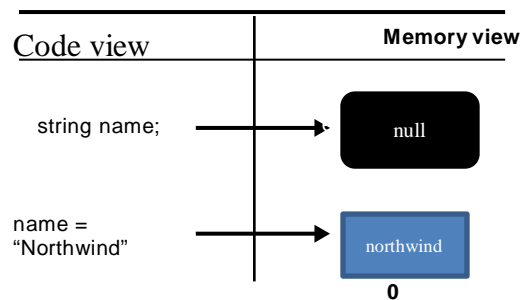 Code view
Memory view
string name;
null
name =
“Northwind”
northwind
0